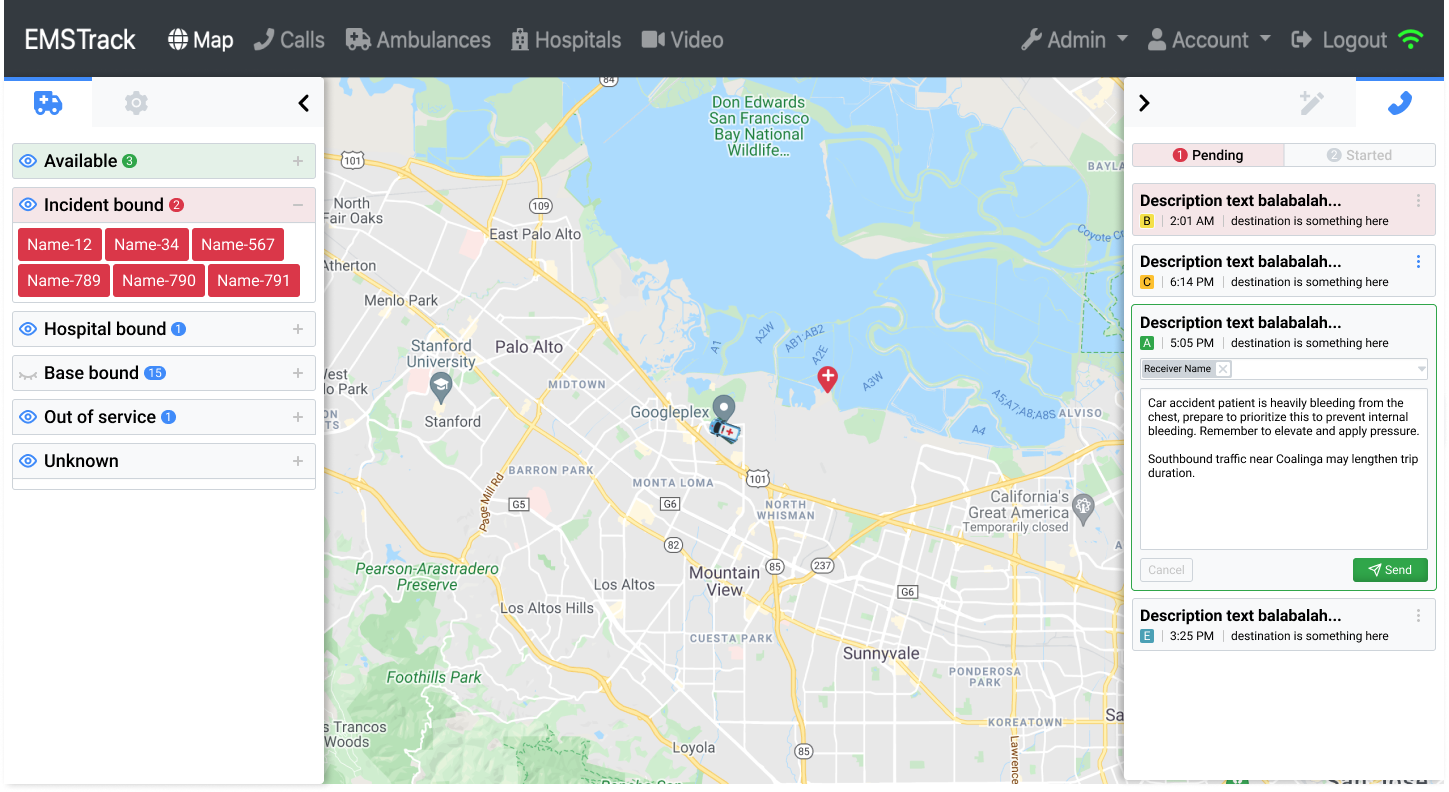 EMSTrack Map Calls Ambulances Hospitals Video Admin Account Logout
Available 3
Incident bound 2
Name-12 Name-34 Name-567
Name-789 Name-790 Name-791
Hospital bound 1
Base bound 15
Out of service 1
Unknown
84
Don Edwards
San Francisco
Bay National
Wildlife...
101
BAYLA
North
Fair Oaks
109
East Palo Alto
Coyote Cr
Atherton
Menlo Park
A1
A2W
AB1;AB2
A2E
A3W
A5,A7,A8;A8S
A4
ALVISO
Stanford
University
Palo Alto
West
lo Park
MIDTOWN
TS
Googleplex
Stanford
BARRON PARK
Page Mill Rd
G5
MONTA LOMA
G6
101
NORTH
WHISMAN
California's
Great America
Temporarily closed
82
85
237
A
Pearson-Arastradero
Preserve
Los Altos
Mountain
View
G6
Los Altos Hills
CUESTA PARK
Sunnyvale
PONDEROSA
PARK
Foothills Park
KOREATOWN
Sa
s Trancos
Woods
Loyola
85
Lawrence
1 Pending 2 Started
Description text balabalah...
B 2:01 AM destination is something here
Description text balabalah...
C 6:14 PM destination is something here
Description text balabalah...
A 5:05 PM destination is something here
Receiver Name
Car accident patient is heavily bleeding from the
chest, prepare to prioritize this to prevent internal
bleeding. Remember to elevate and apply pressure.
Southbound traffic near Coalinga may lengthen trip
duration.
Cancel Send
Description text balabalah...
E 3:25 PM destination is something here